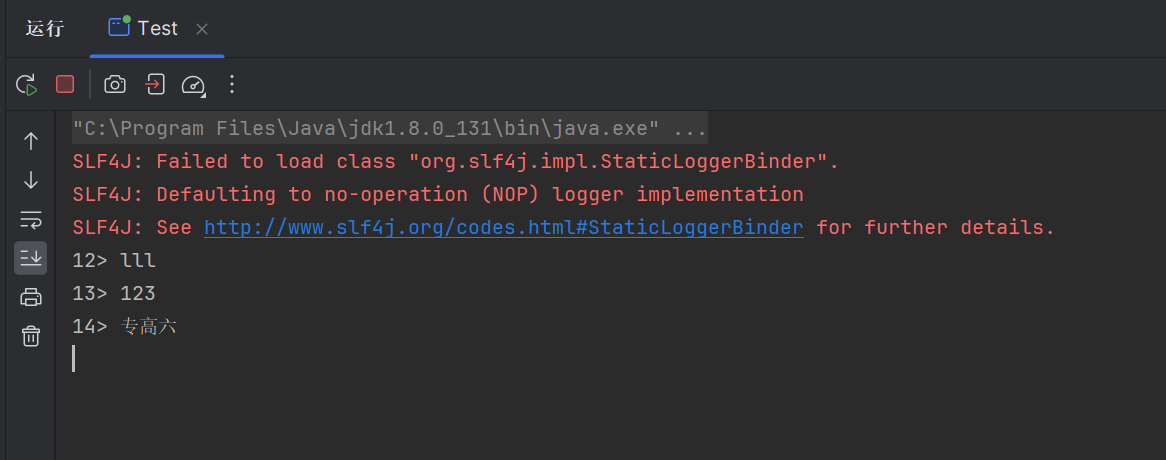 运行 Test
"C:\Program Files\Java\jdk1.8.0_131\bin\java.exe" ...
SLF4J: Failed to load class "org.slf4j.impl.StaticLoggerBinder".
SLF4J: Defaulting to no-operation (NOP) logger implementation
SLF4J: See http://www.slf4j.org/codes.html#StaticLoggerBinder for further details.
12> lll
13> 123
14> 专高六